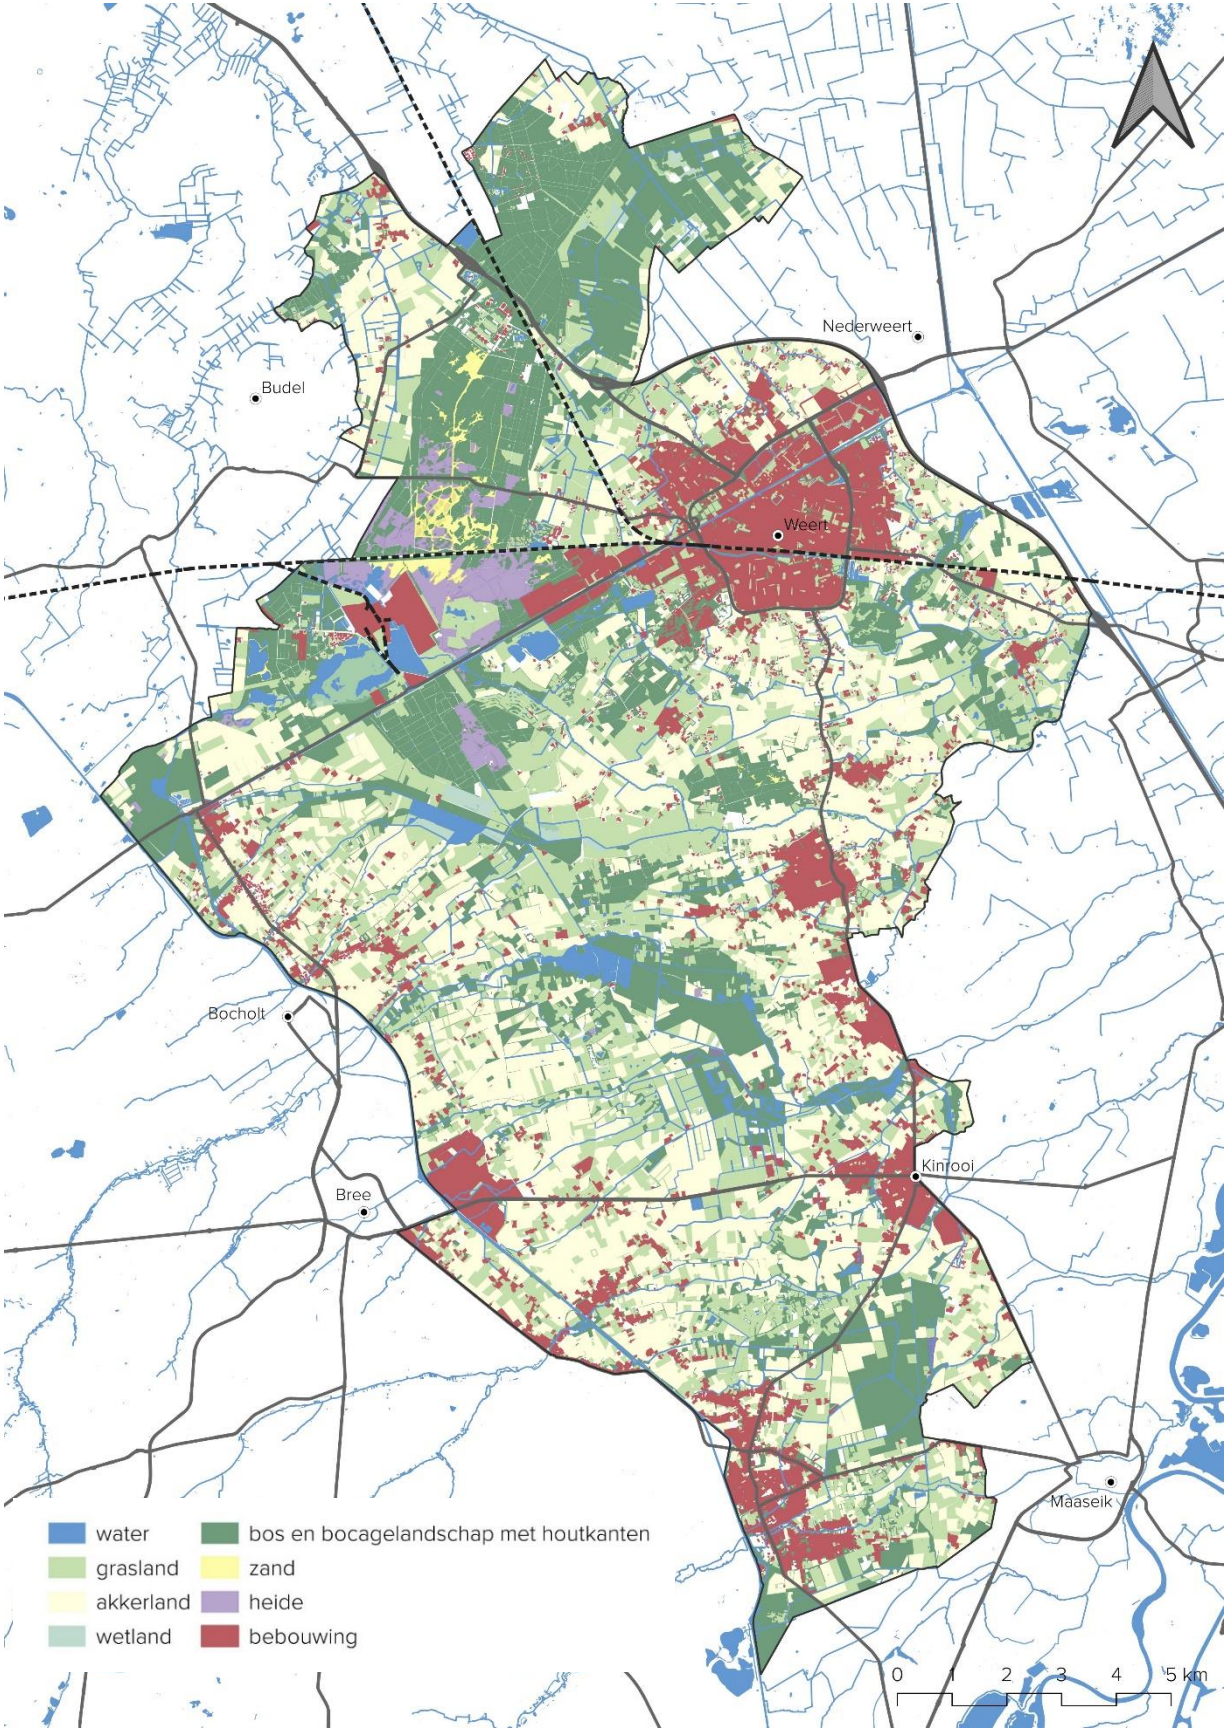 Nederweert
Budel
Weert
Bocholt
Kinrooi
Bree
Maaseik
water
bos en bocagelandschap met houtkanten
grasland
zand
akkerland
heide
wetland
bebouwing
0 1 2 3 4 5 km